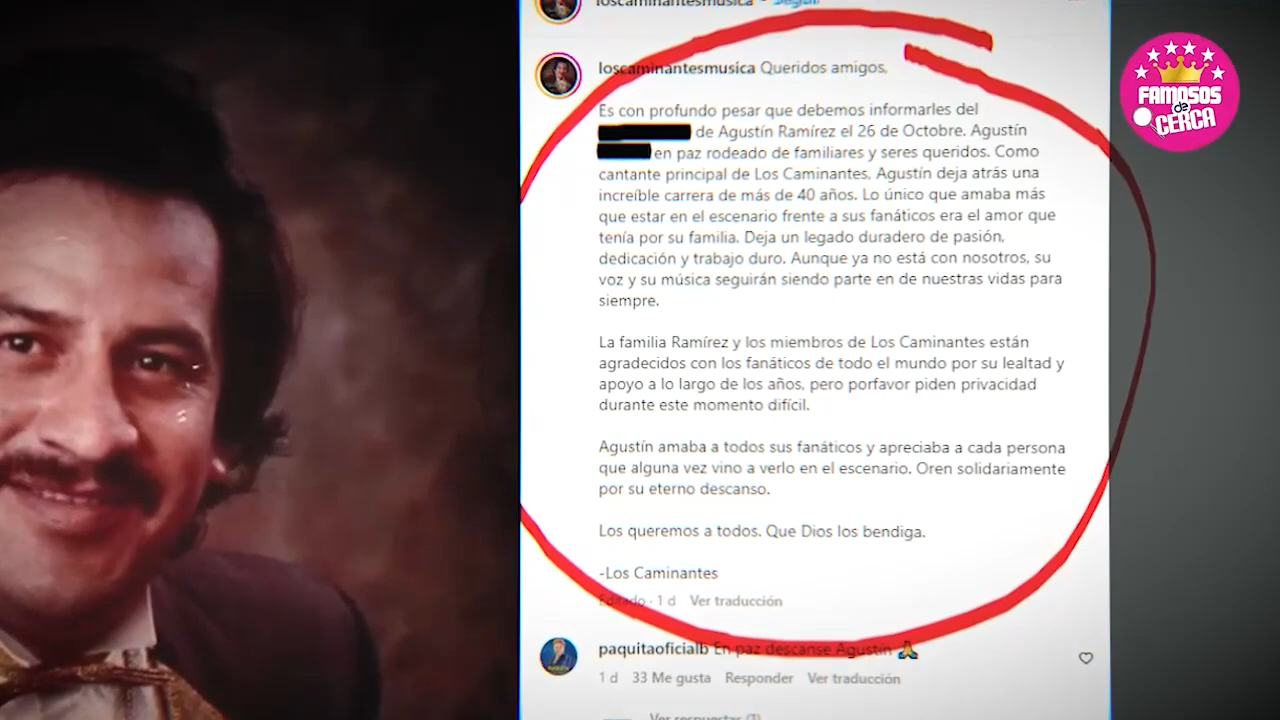 loscaminantesmusica • Seguir
FAMOSOS
de
CERCA
loscaminantesmusica Queridos amigos,
Es con profundo pesar que debemos informarles del
de Agustín Ramírez el 26 de Octubre. Agustín
en paz rodeado de familiares y seres queridos. Como
cantante principal de Los Caminantes, Agustín deja atrás una
increíble carrera de más de 40 años. Lo único que amaba más
que estar en el escenario frente a sus fanáticos era el amor que
tenía por su familia. Deja un legado duradero de pasión,
dedicación y trabajo duro. Aunque ya no está con nosotros, su
voz y su música seguirán siendo parte en de nuestras vidas para
siempre.
La familia Ramírez y los miembros de Los Caminantes están
agradecidos con los fanáticos de todo el mundo por su lealtad y
apoyo a lo largo de los años, pero porfavor piden privacidad
durante este momento difícil.
Agustín amaba a todos sus fanáticos y apreciaba a cada persona
que alguna vez vino a verlo en el escenario. Oren solidariamente
por su eterno descanso.
Los queremos a todos. Que Dios los bendiga.
-Los Caminantes
Editado · 1 d Ver traducción
paquitaoficialb En paz descanse Agustín 🙏
1 d 33 Me gusta Responder Ver traducción
Ver respuestas (1)